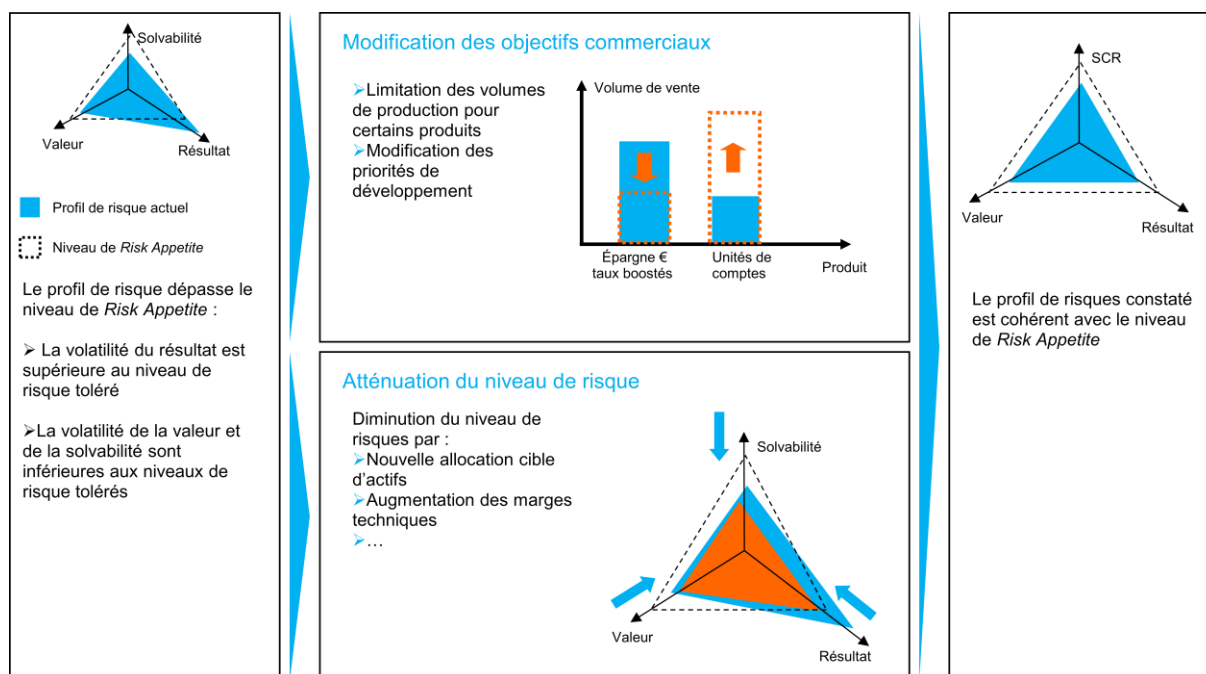 Solvabilité
Valeur
Résultat
Profil de risque actuel
Niveau de Risk Appetite
Le profil de risque dépasse le
niveau de Risk Appetite :
➢ La volatilité du résultat est
supérieure au niveau de
risque toléré
➢La volatilité de la valeur et
de la solvabilité sont
inférieures aux niveaux de
risque tolérés
Modification des objectifs commerciaux
➢Limitation des volumes
de production pour
certains produits
➢Modification des
priorités de
développement
Volume de vente
Épargne €
taux boostés
Unités de
comptes
Produit
Atténuation du niveau de risque
Diminution du niveau de
risques par :
➢Nouvelle allocation cible
d'actifs
➢Augmentation des marges
techniques
➢…
Solvabilité
Valeur
Résultat
SCR
Valeur
Résultat
Le profil de risques constaté
est cohérent avec le niveau
de Risk Appetite